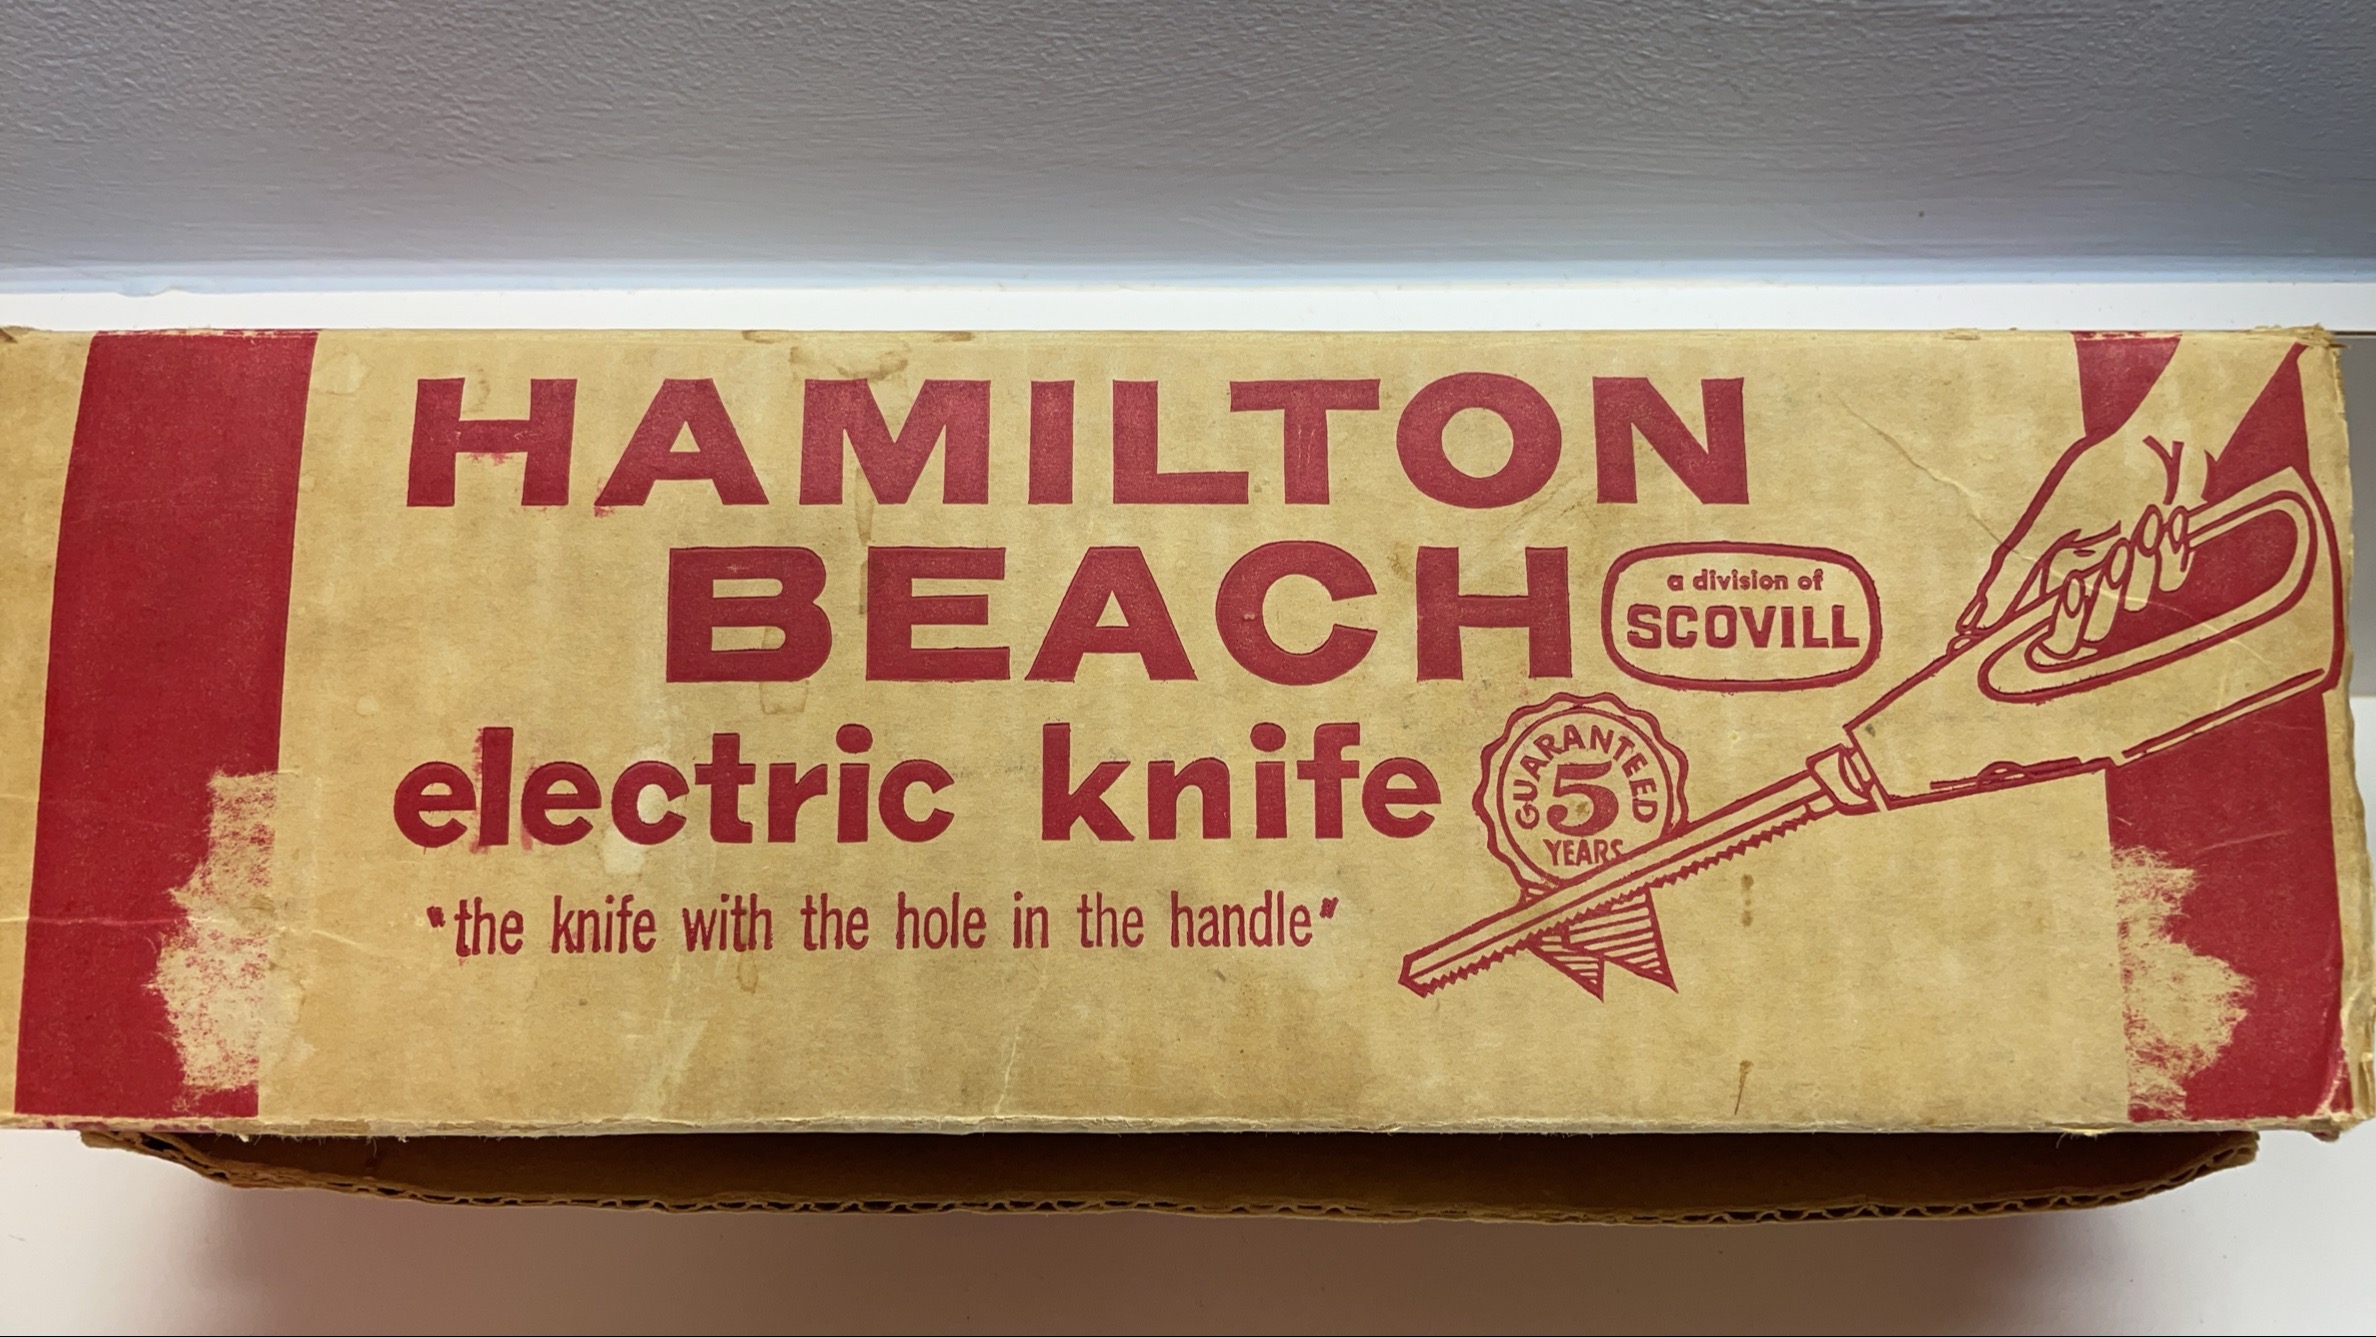 HAMILTON
BEACH
a division of
SCOVILL
electric knife
GUARANTEED
5
YEARS
"the knife with the hole in the handle"